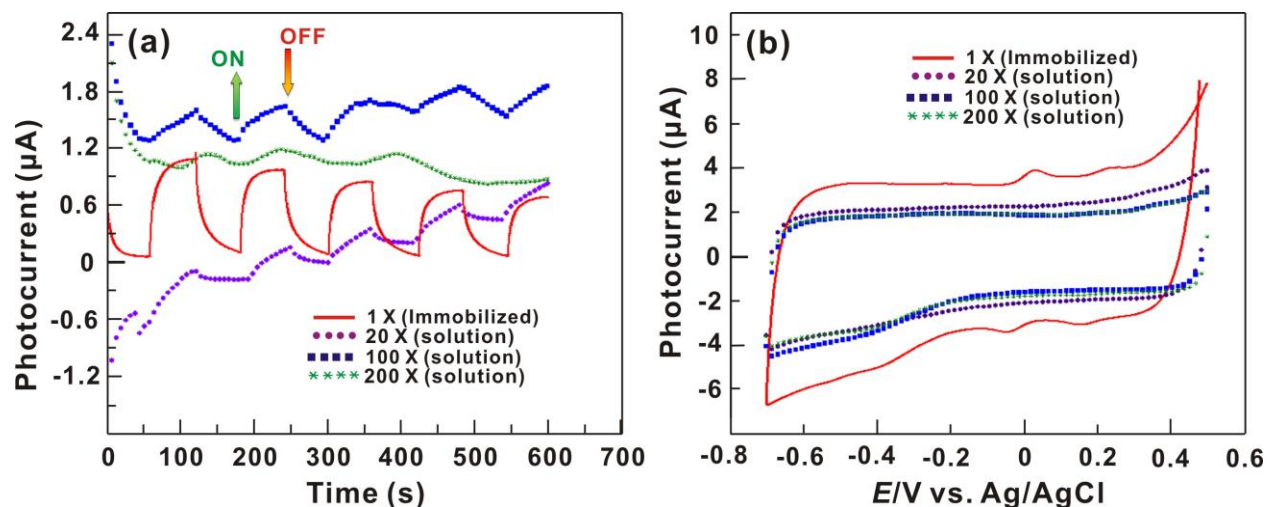 (a)
ON
OFF
Photocurrent (µA)
2.4
1.8
1.2
0.6
0
-0.6
-1.2
1 X (Immobilized)
20 X (solution)
100 X (solution)
200 X (solution)
0 100 200 300 400 500 600 700
Time (s)
(b)
Photocurrent (µA)
10
8
6
4
2
0
-2
-4
-6
-8
1 X (Immobilized)
20 X (solution)
100 X (solution)
200 X (solution)
-0.8 -0.6 -0.4 -0.2 0 0.2 0.4 0.6
E/V vs. Ag/AgCl